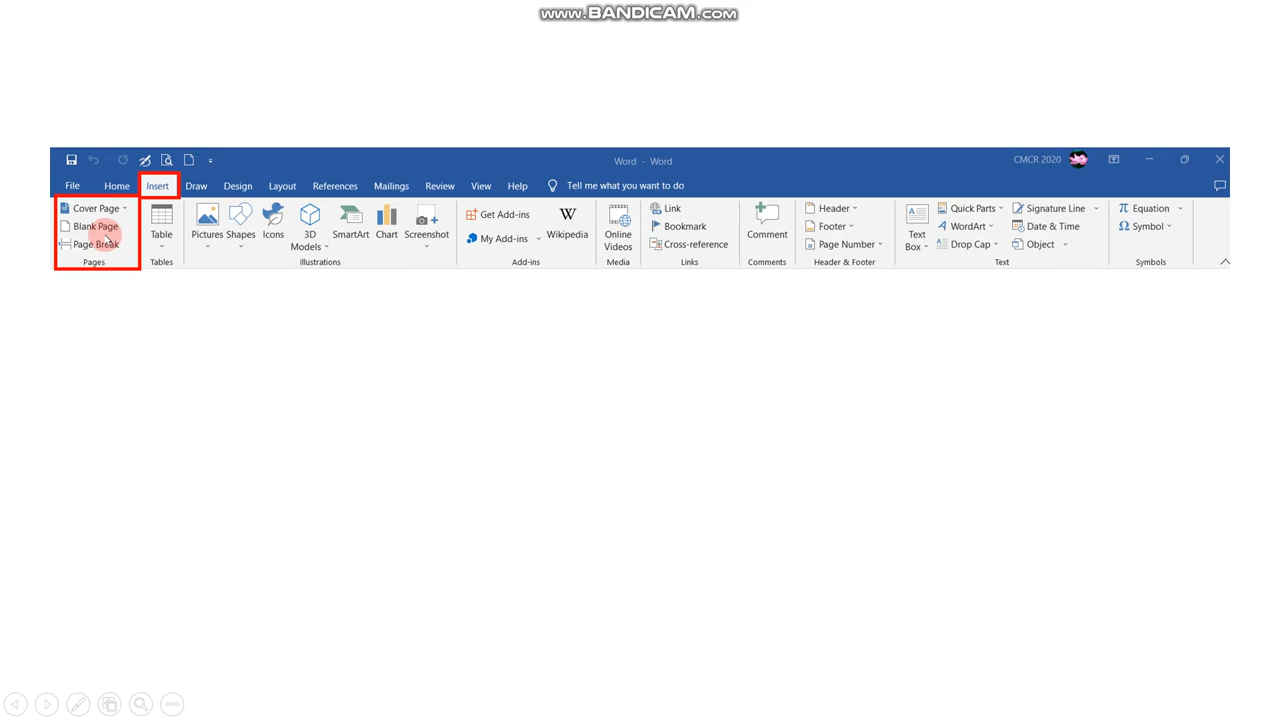 www.BANDICAM.com
Word - Word
CMCR 2020
File Home Insert Draw Design Layout References Mailings Review View Help Tell me what you want to do
Cover Page
Blank Page
Page Break
Pages
Table
Tables
Pictures
Shapes
Icons
3D
Models
SmartArt
Chart
Screenshot
Illustrations
Get Add-ins
My Add-ins
W
Wikipedia
Add-ins
Online
Videos
Media
Link
Bookmark
Cross-reference
Links
Comment
Comments
Header
Footer
Page Number
Header & Footer
Text
Box
Quick Parts
WordArt
Drop Cap
Signature Line
Date & Time
Object
Text
π Equation
Ω Symbol
Symbols